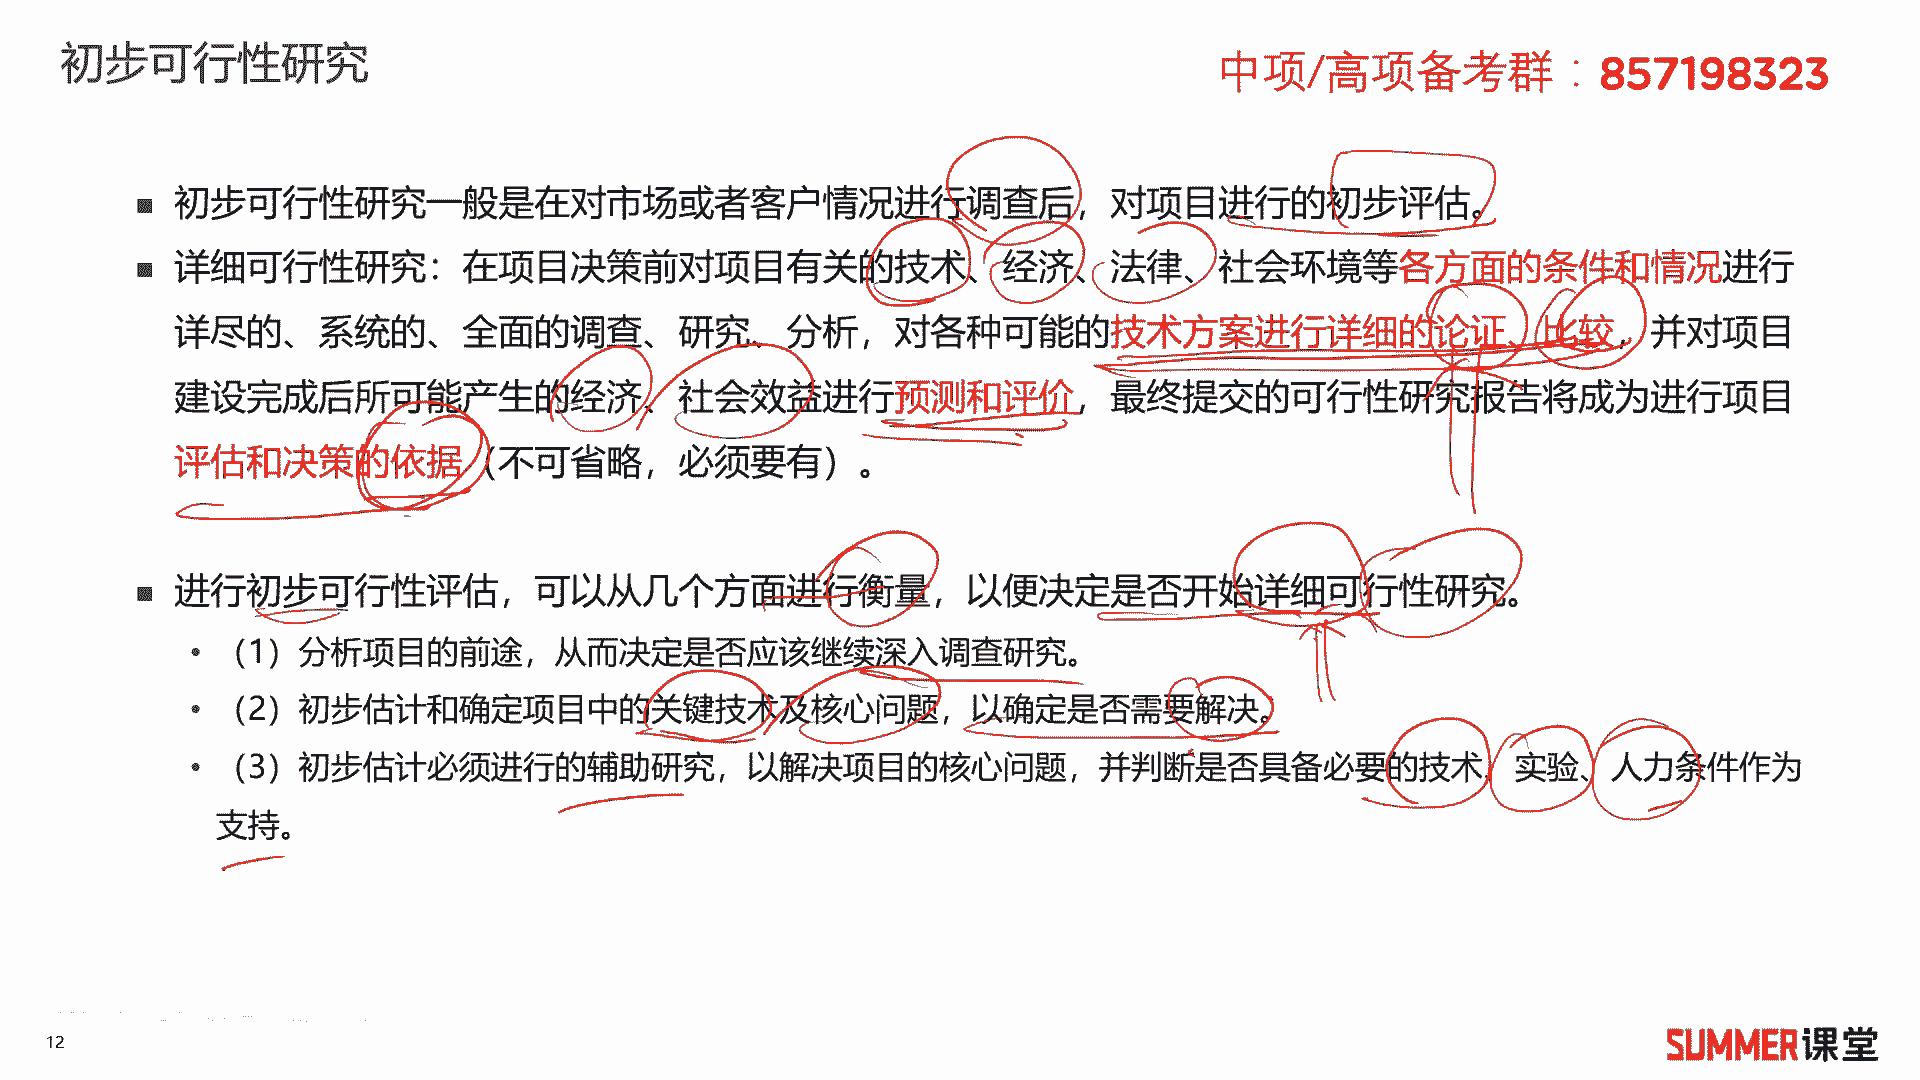 初步可行性研究
中项/高项备考群：857198323
■ 初步可行性研究一般是在对市场或者客户情况进行调查后，对项目进行的初步评估。
■ 详细可行性研究：在项目决策前对项目有关的技术、经济、法律、社会环境等各方面的条件和情况进行
详尽的、系统的、全面的调查、研究、分析，对各种可能的技术方案进行详细的论证、比较，并对项目
建设完成后所可能产生的经济、社会效益进行预测和评价，最终提交的可行性研究报告将成为进行项目
评估和决策的依据（不可省略，必须要有）。
■ 进行初步可行性评估，可以从几个方面进行衡量，以便决定是否开始详细可行性研究。
• （1）分析项目的前途，从而决定是否应该继续深入调查研究。
• （2）初步估计和确定项目中的关键技术及核心问题，以确定是否需要解决。
• （3）初步估计必须进行的辅助研究，以解决项目的核心问题，并判断是否具备必要的技术、实验、人力条件作为
支持。
12
SUMMER课堂